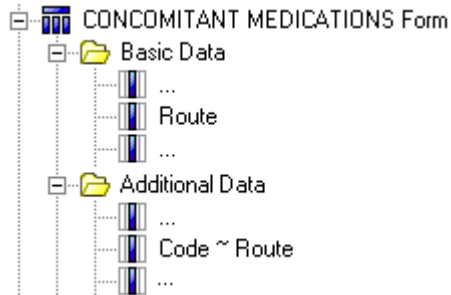 CONCOMITANT MEDICATIONS Form
Basic Data
...
Route
...
Additional Data
...
Code ~ Route
...